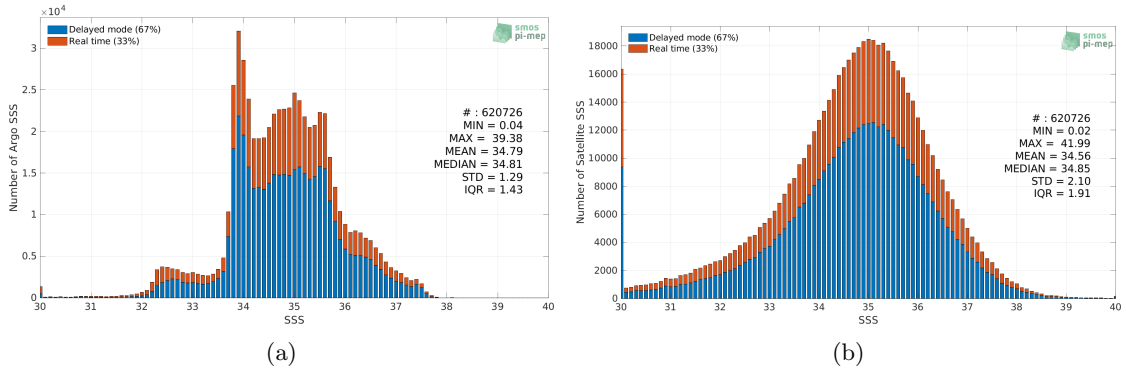 ×10⁴
Delayed mode (67%)
Real time (33%)
smos
pi-mep
3
2.5
2
1.5
1
0.5
0
Number of Argo SSS
# : 620726
MIN = 0.04
MAX = 39.38
MEAN = 34.79
MEDIAN = 34.81
STD = 1.29
IQR = 1.43
30 31 32 33 34 35 36 37 38 39 40
SSS
(a)
Delayed mode (67%)
Real time (33%)
smos
pi-mep
18000
16000
14000
12000
10000
8000
6000
4000
2000
0
Number of Satellite SSS
# : 620726
MIN = 0.02
MAX = 41.99
MEAN = 34.56
MEDIAN = 34.85
STD = 2.10
IQR = 1.91
30 31 32 33 34 35 36 37 38 39 40
SSS
(b)